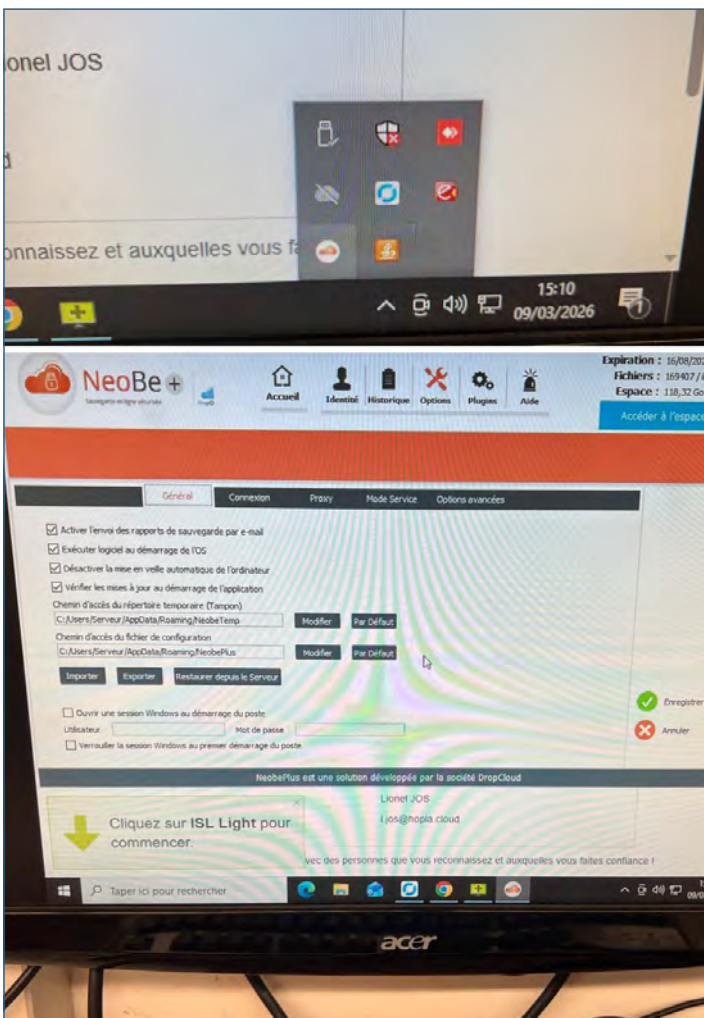 onel JOS
d
onnaissez et auxquelles vous fa
15:10
09/03/2026
1
NeoBe +
Sauvegarde en ligne sécurisée
Accueil
Identité
Historique
Options
Plugins
Aide
Expiration : 16/08/202
Fichiers : 169407 /
Espace : 118,32 Go
Accéder à l'espace
Général
Connexion
Proxy
Mode Service
Options avancées
Activer l'envoi des rapports de sauvegarde par e-mail
Exécuter logiciel au démarrage de l'OS
Désactiver la mise en veille automatique de l'ordinateur
Vérifier les mises à jour au démarrage de l'application
Chemin d'accès du répertoire temporaire (Tampon)
C:/Users/Serveur/AppData/Roaming/NeobeTemp
Modifier
Par Défaut
Chemin d'accès du fichier de configuration
C:/Users/Serveur/AppData/Roaming/NeobePlus
Modifier
Par Défaut
Importer
Exporter
Restaurer depuis le Serveur
Ouvrir une session Windows au démarrage du poste
Utilisateur
Mot de passe
Verrouiller la session Windows au premier démarrage du poste
Enregistrer
Annuler
NeobePlus est une solution développée par la société DropCloud
Cliquez sur ISL Light pour
commencer.
Lionel JOS
l.jos@hopla.cloud
vec des personnes que vous reconnaissez et auxquelles vous faites confiance !
Taper ici pour rechercher
acer